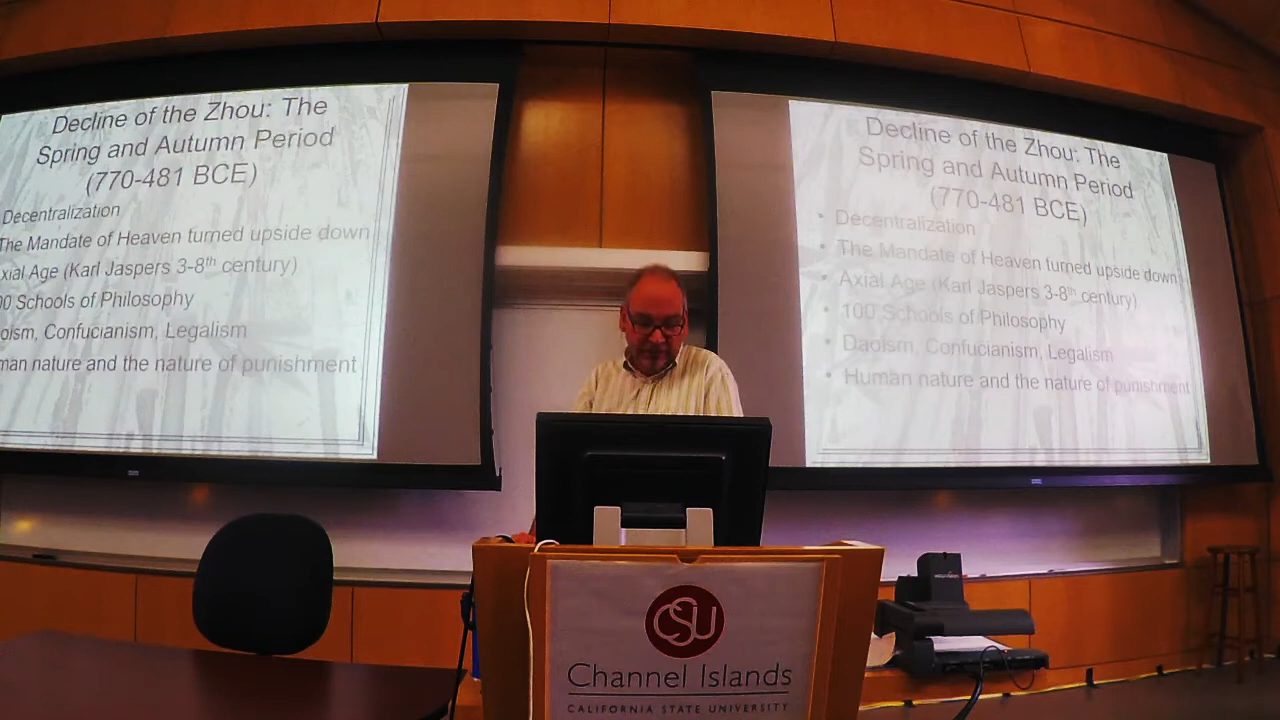 Decline of the Zhou: The
Spring and Autumn Period
(770-481 BCE)
Decentralization
The Mandate of Heaven turned upside down
xial Age (Karl Jaspers 3-8th century)
00 Schools of Philosophy
oism, Confucianism, Legalism
man nature and the nature of punishment
Decline of the Zhou: The
Spring and Autumn Period
(770-481 BCE)
• Decentralization
• The Mandate of Heaven turned upside down
• Axial Age (Karl Jaspers 3-8th century)
• 100 Schools of Philosophy
• Daoism, Confucianism, Legalism
• Human nature and the nature of punishment
CSU
Channel Islands
CALIFORNIA STATE UNIVERSITY